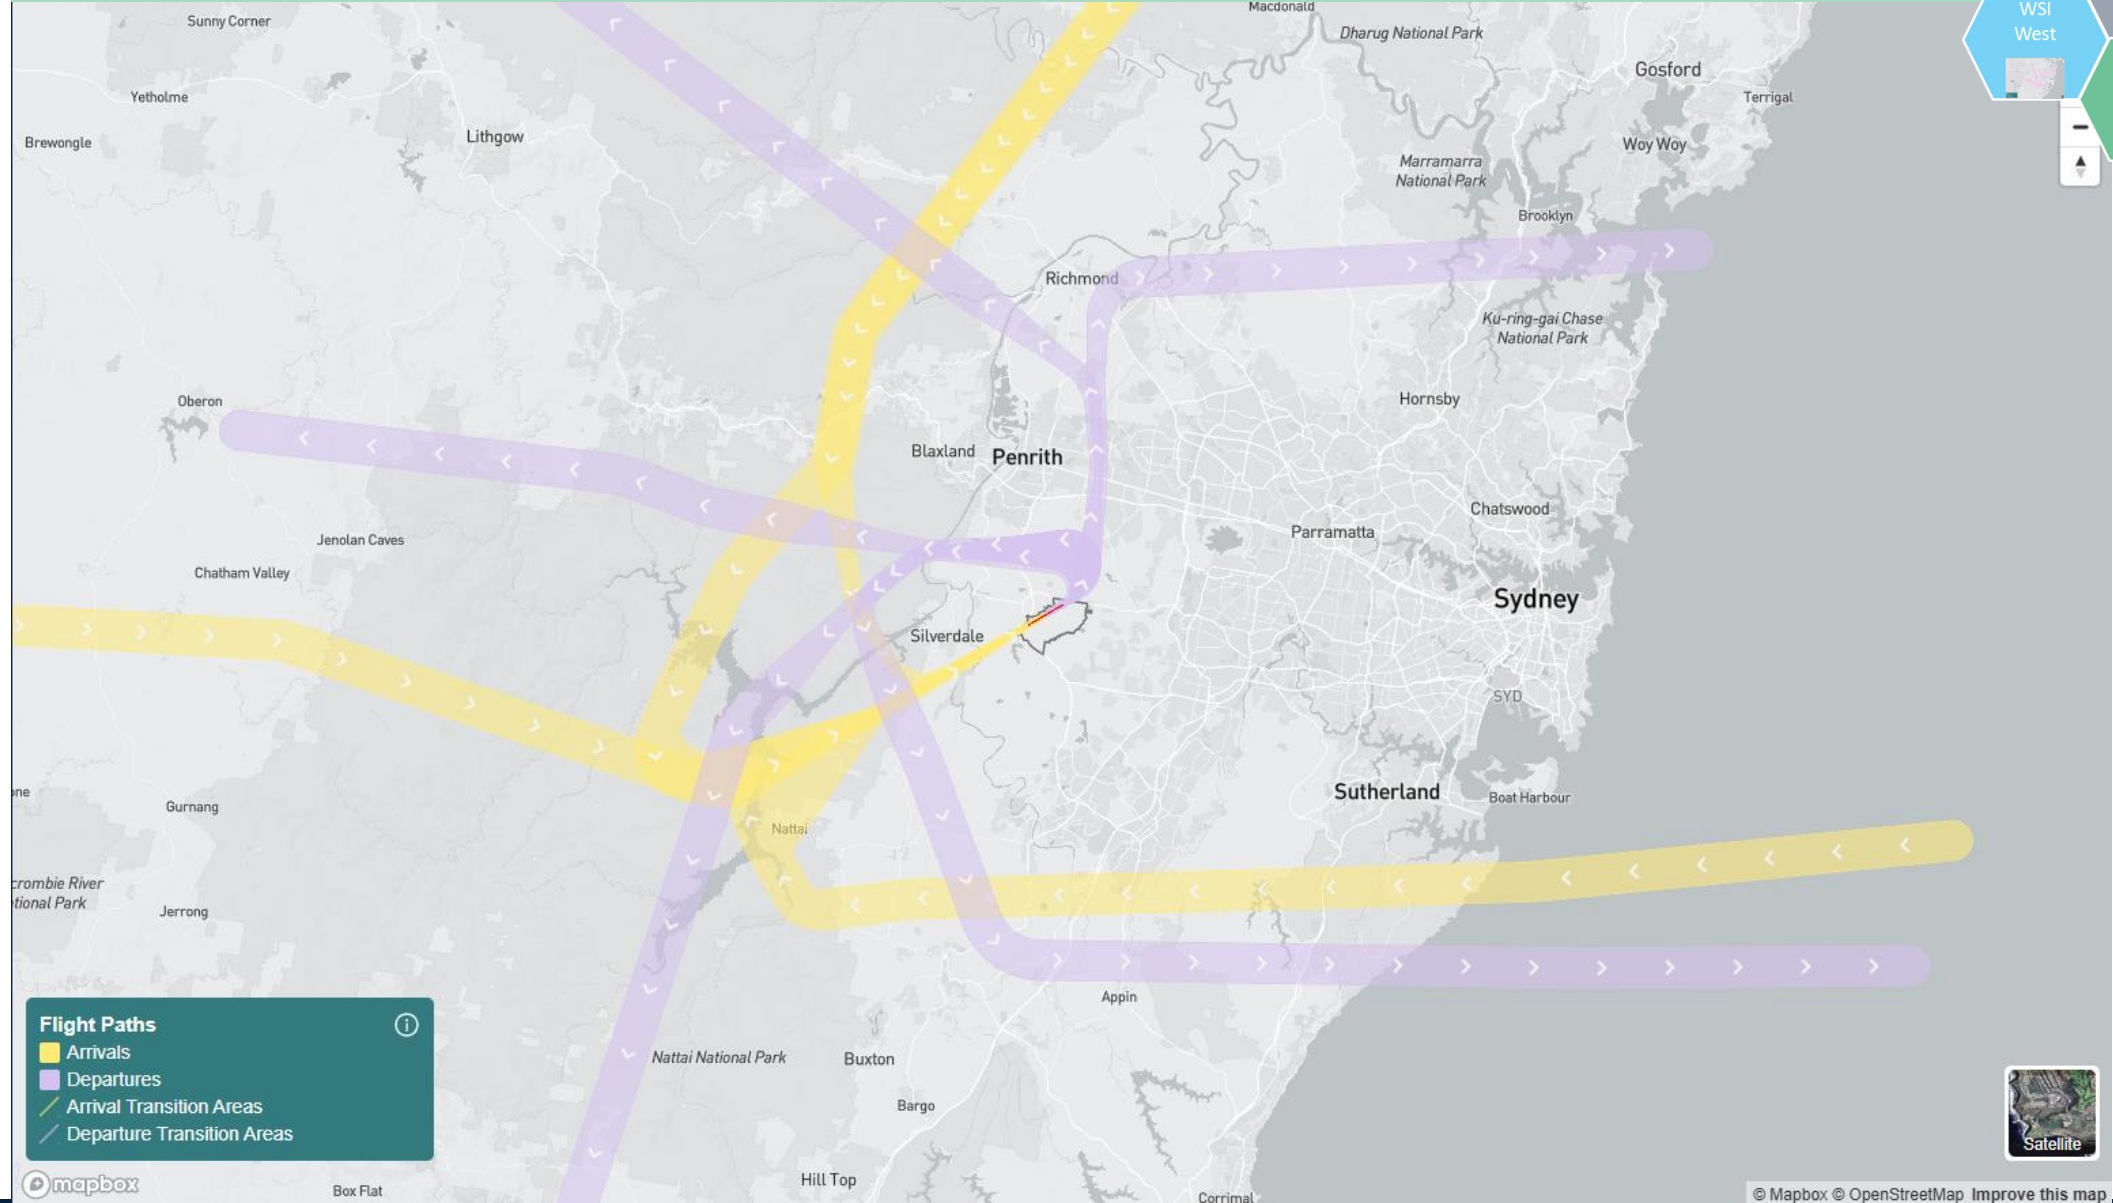 Sunny Corner
Macdonald
WSI
West
Dharug National Park
Gosford
Yetholme
Terrigal
Brewongle
Lithgow
Woy Woy
Marramarra
National Park
Brooklyn
Richmond
Ku-ring-gai Chase
National Park
Oberon
Hornsby
Blaxland
Penrith
Chatswood
Parramatta
Jenolan Caves
Chatham Valley
Sydney
Silverdale
SYD
Sutherland
Boat Harbour
Gurnang
Nattai
Jerrong
tional Park
Appin
Flight Paths
Arrivals
Departures
Arrival Transition Areas
Departure Transition Areas
Nattai National Park
Buxton
Bargo
Satellite
mapbox
Hill Top
Box Flat
Corrimal
© Mapbox © OpenStreetMap Improve this map